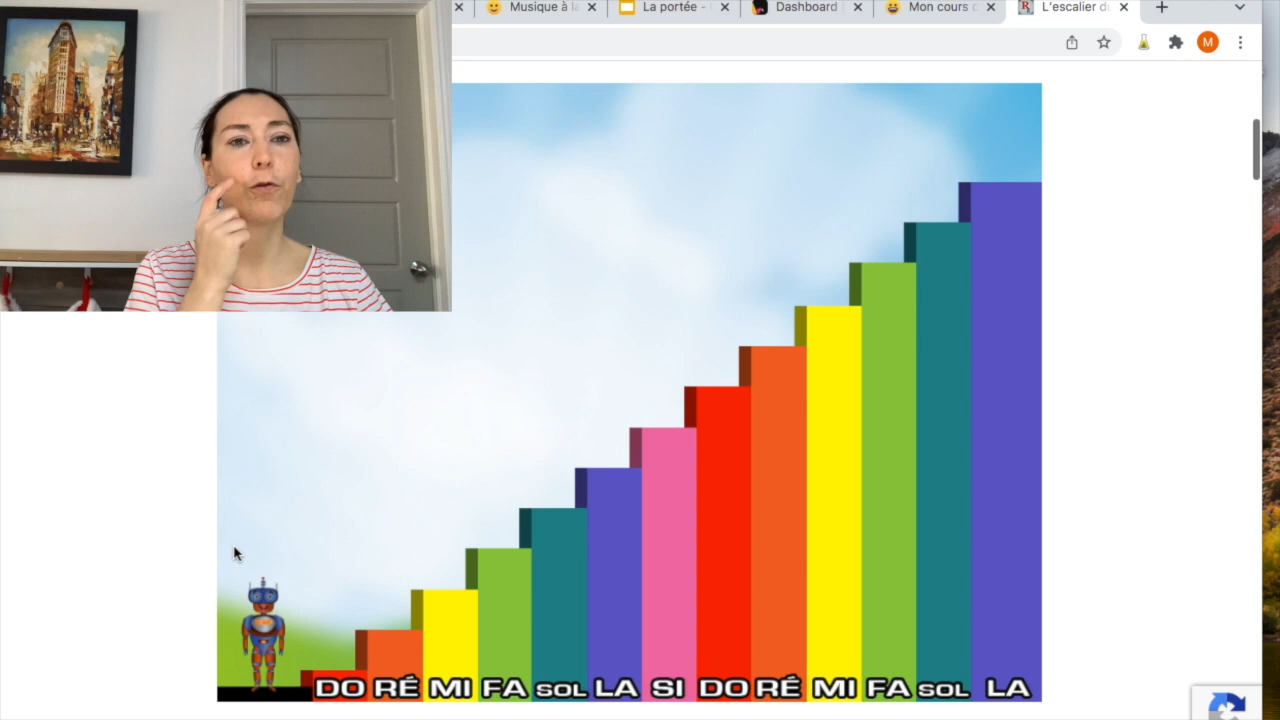 Musique à la
La portée -
Dashboard
Mon cours
L'escalier du
M
R
DO RÉ MI FA SOL LA SI DO RÉ MI FA SOL LA